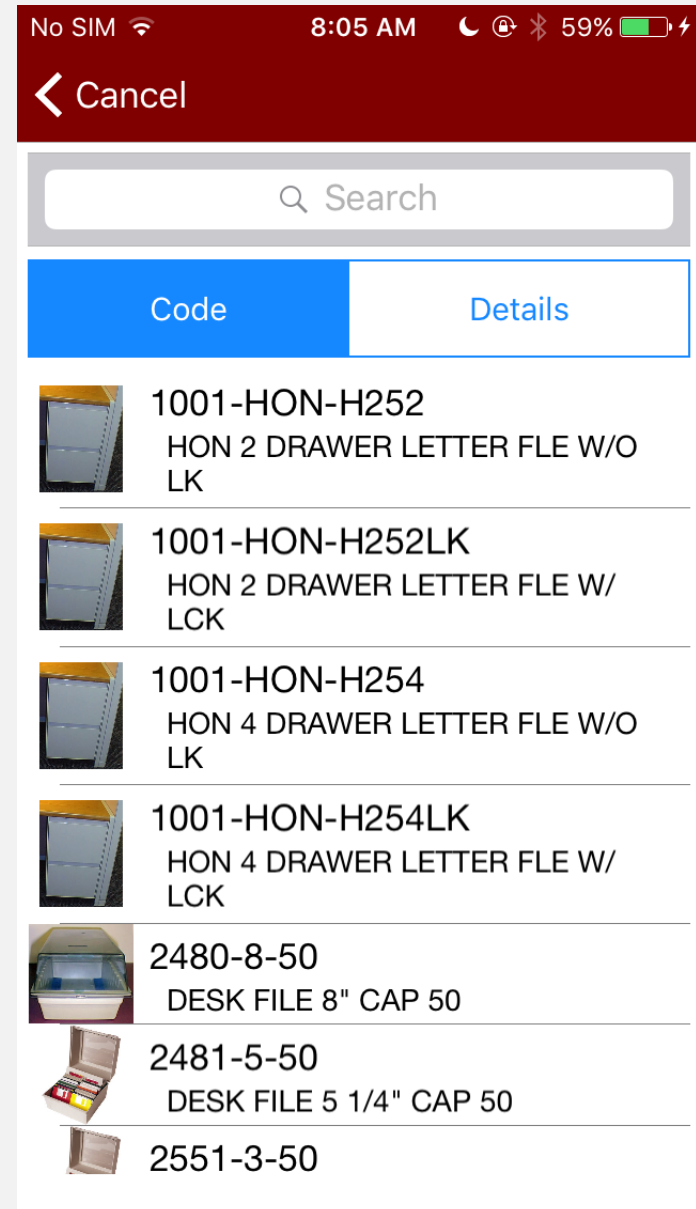 No SIM 8:05 AM 59%
Cancel
Search
Code Details
1001-HON-H252
HON 2 DRAWER LETTER FLE W/O
LK
1001-HON-H252LK
HON 2 DRAWER LETTER FLE W/
LCK
1001-HON-H254
HON 4 DRAWER LETTER FLE W/O
LK
1001-HON-H254LK
HON 4 DRAWER LETTER FLE W/
LCK
2480-8-50
DESK FILE 8" CAP 50
2481-5-50
DESK FILE 5 1/4" CAP 50
2551-3-50